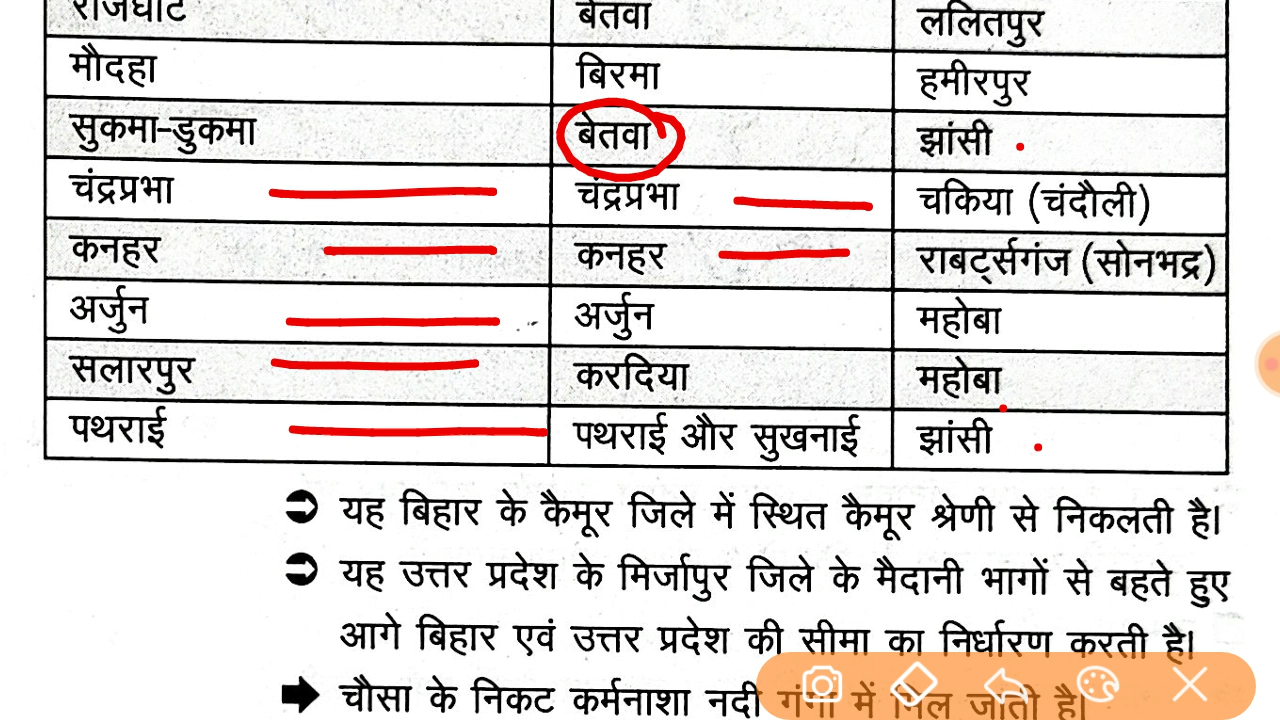 राजघाट बेतवा ललितपुर
मौदहा बिरमा हमीरपुर
सुकमा-डुकमा बेतवा झांसी
चंद्रप्रभा चंद्रप्रभा चकिया (चंदौली)
कनहर कनहर राबर्ट्सगंज (सोनभद्र)
अर्जुन अर्जुन महोबा
सलारपुर करदिया महोबा
पथराई पथराई और सुखनाई झांसी
यह बिहार के कैमूर जिले में स्थित कैमूर श्रेणी से निकलती है।
यह उत्तर प्रदेश के मिर्जापुर जिले के मैदानी भागों से बहते हुए
आगे बिहार एवं उत्तर प्रदेश की सीमा का निर्धारण करती है।
चौसा के निकट कर्मनाशा नदी गंगा में मिल जाती है।